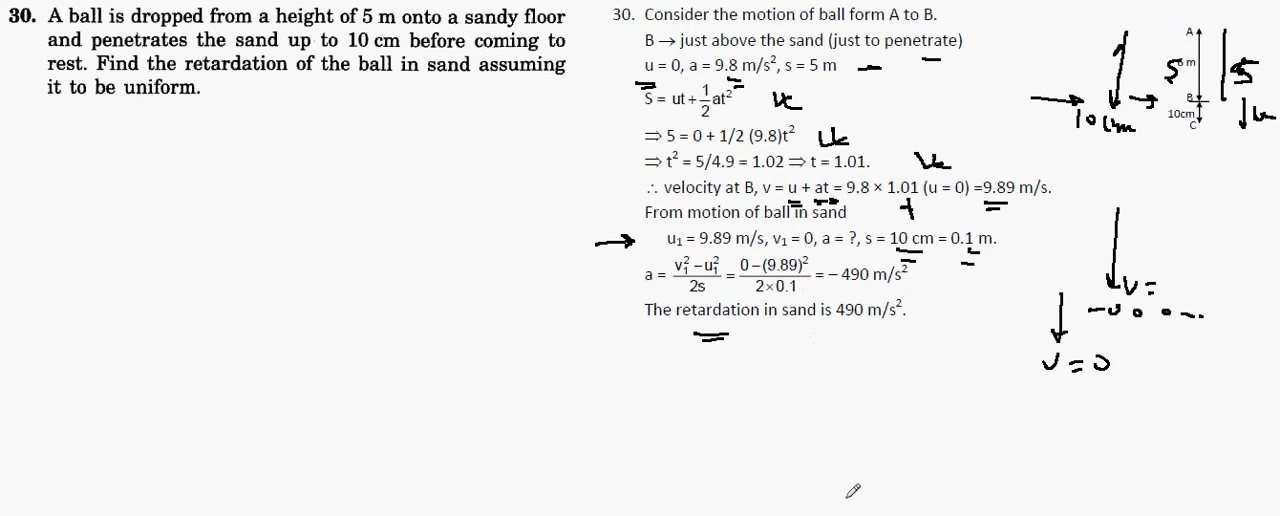 30. A ball is dropped from a height of 5 m onto a sandy floor
and penetrates the sand up to 10 cm before coming to
rest. Find the retardation of the ball in sand assuming
it to be uniform.
30. Consider the motion of ball form A to B.
B → just above the sand (just to penetrate)
u = 0, a = 9.8 m/s², s = 5 m
S = ut + 1/2 at²
⇒ 5 = 0 + 1/2 (9.8)t²
⇒ t² = 5/4.9 = 1.02 ⇒ t = 1.01.
∴ velocity at B, v = u + at = 9.8 × 1.01 (u = 0) =9.89 m/s.
From motion of ball in sand
u₁ = 9.89 m/s, v₁ = 0, a = ?, s = 10 cm = 0.1 m.
a = (v₁² – u₁²)/2s = (0 – (9.89)²)/(2×0.1) = – 490 m/s²
The retardation in sand is 490 m/s².
A
5 m
B
10cm
C
10cm
5
v =
v = 0